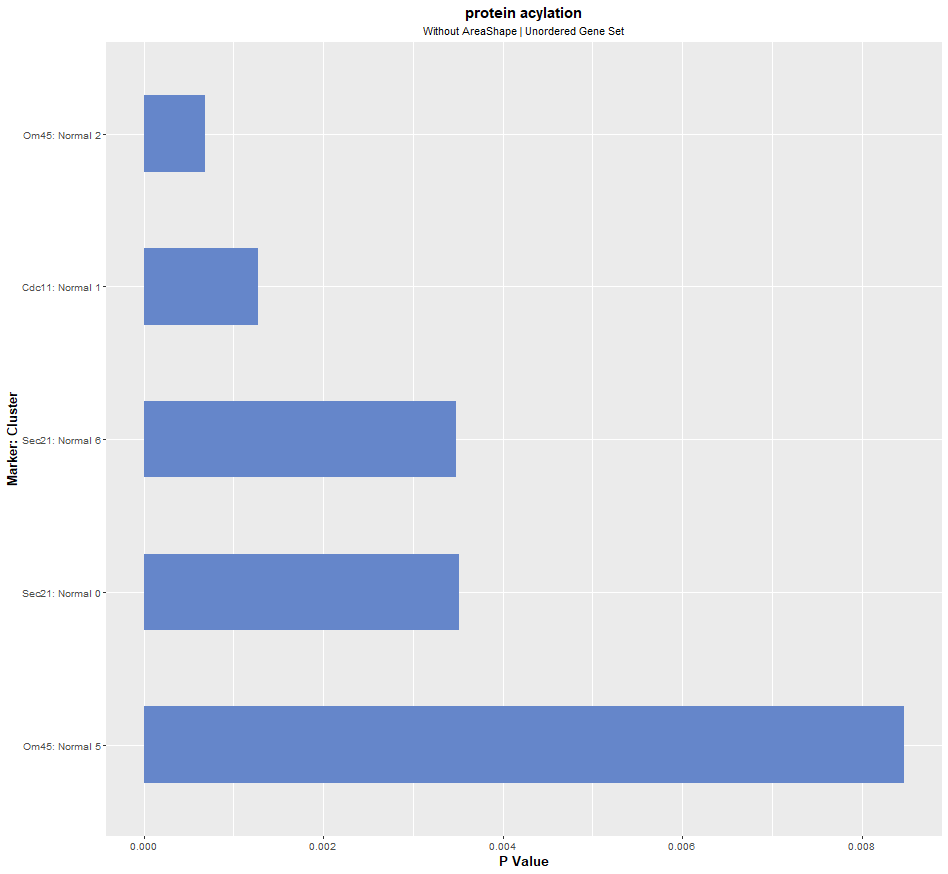 protein acylation
Without AreaShape | Unordered Gene Set
Marker: Cluster
Om45: Normal 2
Cdc11: Normal 1
Sec21: Normal 6
Sec21: Normal 0
Om45: Normal 5
0.000 0.002 0.004 0.006 0.008
P Value